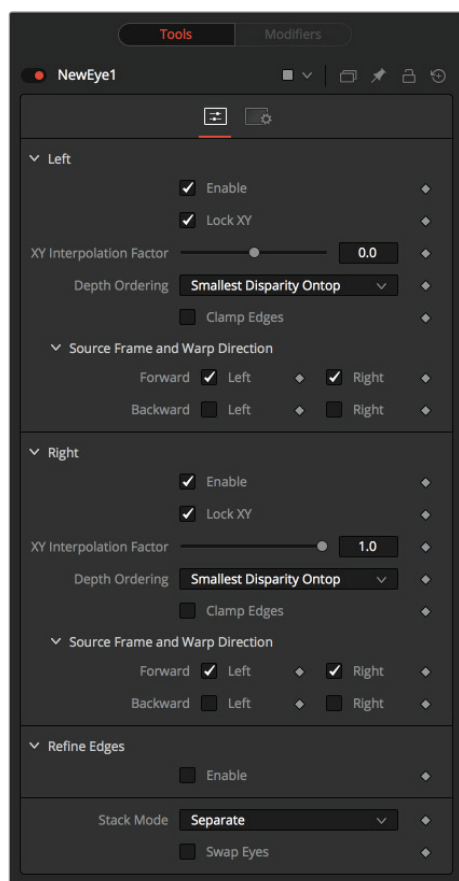 Tools Modifiers
NewEye1
Left
Enable
Lock XY
XY Interpolation Factor 0.0
Depth Ordering Smallest Disparity Ontop
Clamp Edges
Source Frame and Warp Direction
Forward Left Right
Backward Left Right
Right
Enable
Lock XY
XY Interpolation Factor 1.0
Depth Ordering Smallest Disparity Ontop
Clamp Edges
Source Frame and Warp Direction
Forward Left Right
Backward Left Right
Refine Edges
Enable
Stack Mode Separate
Swap Eyes